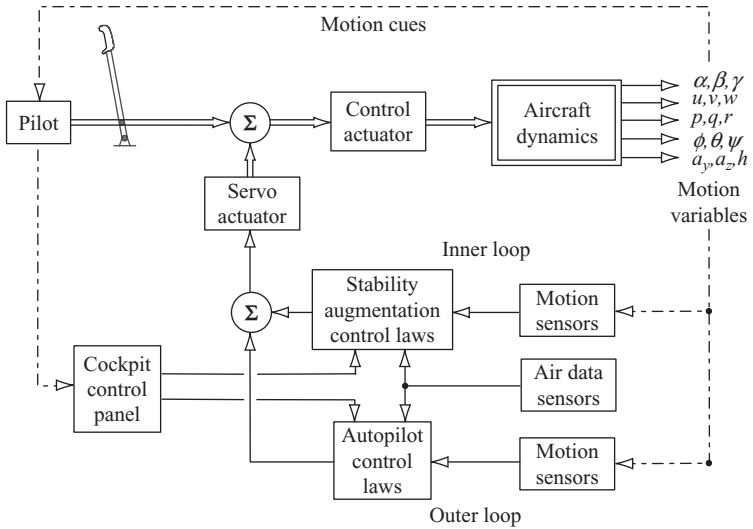 Motion cues
Pilot
Σ
Control
actuator
Aircraft
dynamics
α,β,γ
u,v,w
p,q,r
ϕ,θ,ψ
a_y,a_z,h
Motion
variables
Servo
actuator
Inner loop
Σ
Stability
augmentation
control laws
Motion
sensors
Cockpit
control
panel
Air data
sensors
Autopilot
control
laws
Motion
sensors
Outer loop